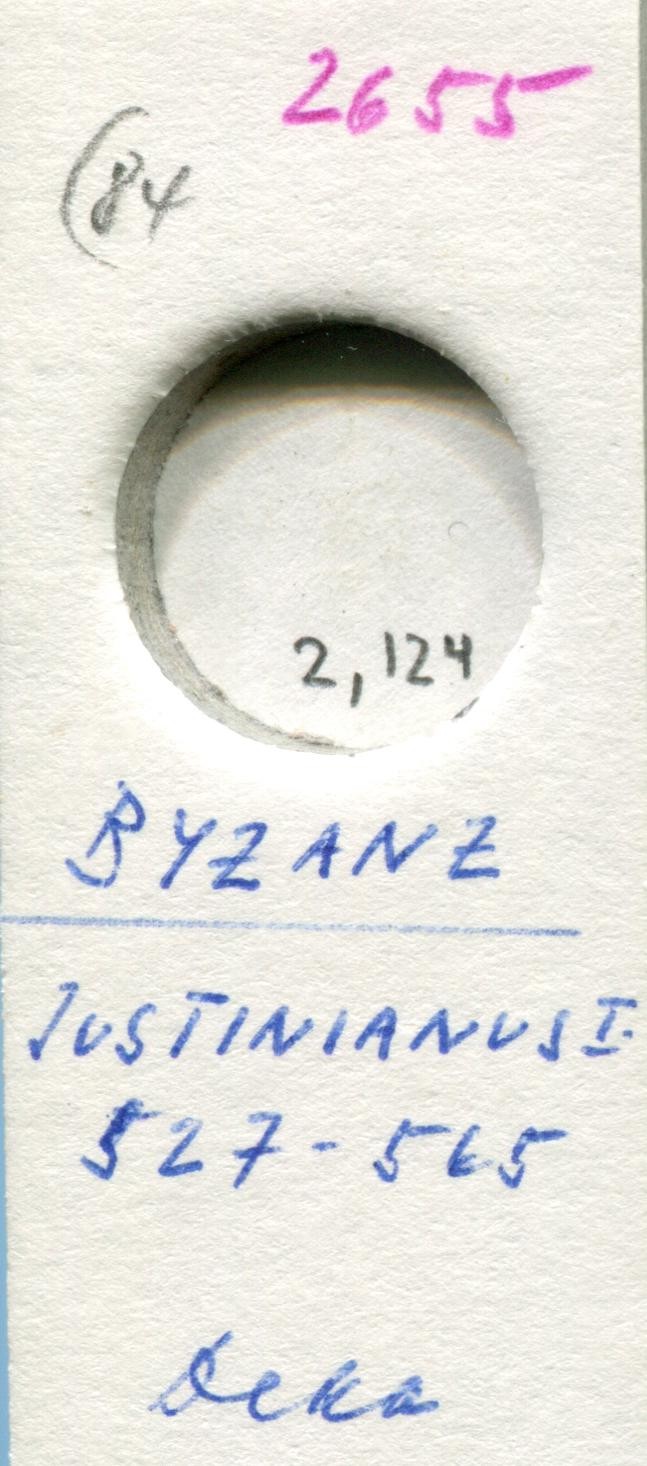 2655
(84
2,124
BYZANZ
JUSTINIANUS I.
527-565
Deka